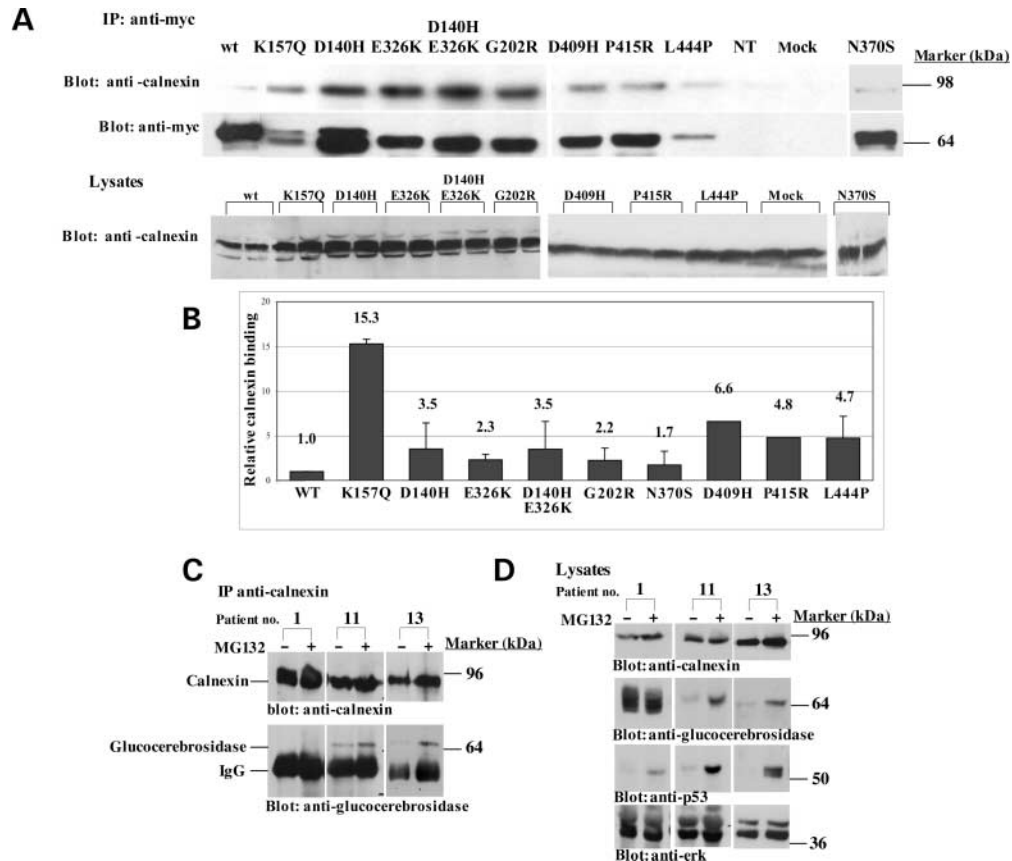 A
IP: anti-myc
wt K157Q D140H E326K D140H E326K G202R D409H P415R L444P NT Mock N370S
Marker (kDa)
Blot: anti -calnexin
98
Blot: anti-myc
64
Lysates
wt K157Q D140H E326K D140H E326K G202R D409H P415R L444P Mock N370S
Blot: anti -calnexin
B
Relative calnexin binding
20
15
10
5
0
1.0 15.3 3.5 2.3 3.5 2.2 1.7 6.6 4.8 4.7
WT K157Q D140H E326K D140H E326K G202R N370S D409H P415R L444P
C
IP anti-calnexin
Patient no. 1 11 13
MG132 – + – + – + Marker (kDa)
Calnexin
96
blot: anti-calnexin
Glucocerebrosidase
64
IgG
Blot: anti-glucocerebrosidase
D
Lysates
Patient no. 1 11 13
MG132 – + – + – + Marker (kDa)
96
Blot: anti-calnexin
64
Blot: anti-glucocerebrosidase
50
Blot: anti-p53
36
Blot: anti-erk